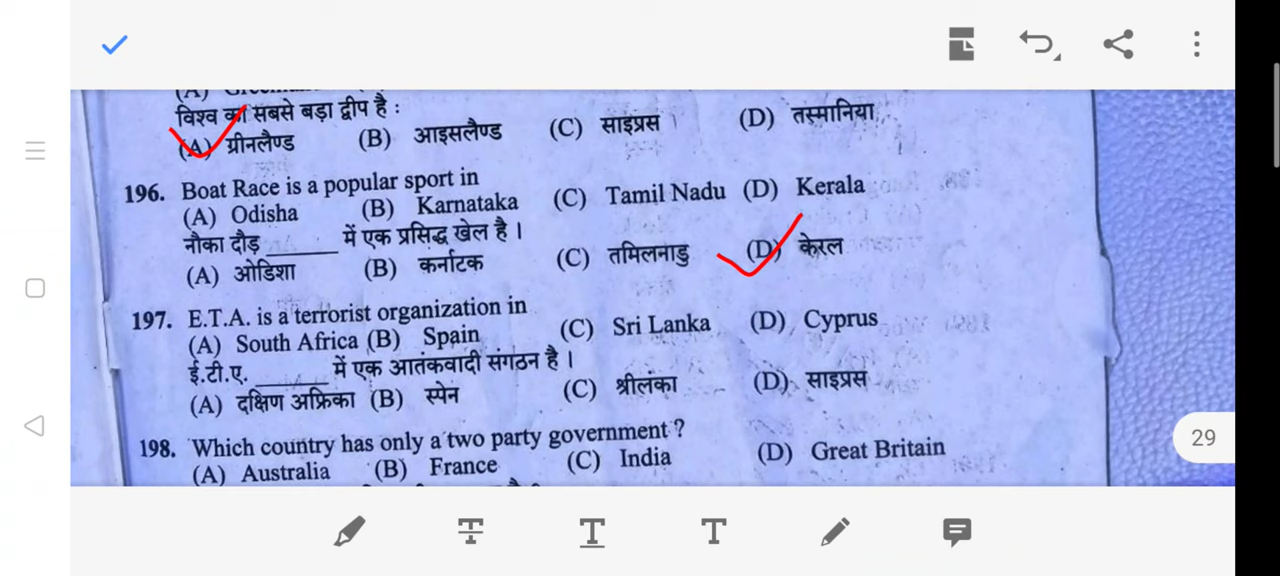 विश्व का सबसे बड़ा द्वीप है :
(A) ग्रीनलैण्ड (B) आइसलैण्ड (C) साइप्रस (D) तस्मानिया
196. Boat Race is a popular sport in
(A) Odisha (B) Karnataka (C) Tamil Nadu (D) Kerala
नौका दौड़ ______ में एक प्रसिद्ध खेल है ।
(A) ओडिशा (B) कर्नाटक (C) तमिलनाडु (D) केरल
197. E.T.A. is a terrorist organization in
(A) South Africa (B) Spain (C) Sri Lanka (D) Cyprus
ई.टी.ए. ______ में एक आतंकवादी संगठन है ।
(A) दक्षिण अफ्रिका (B) स्पेन (C) श्रीलंका (D) साइप्रस
198. Which country has only a two party government ?
(A) Australia (B) France (C) India (D) Great Britain
29